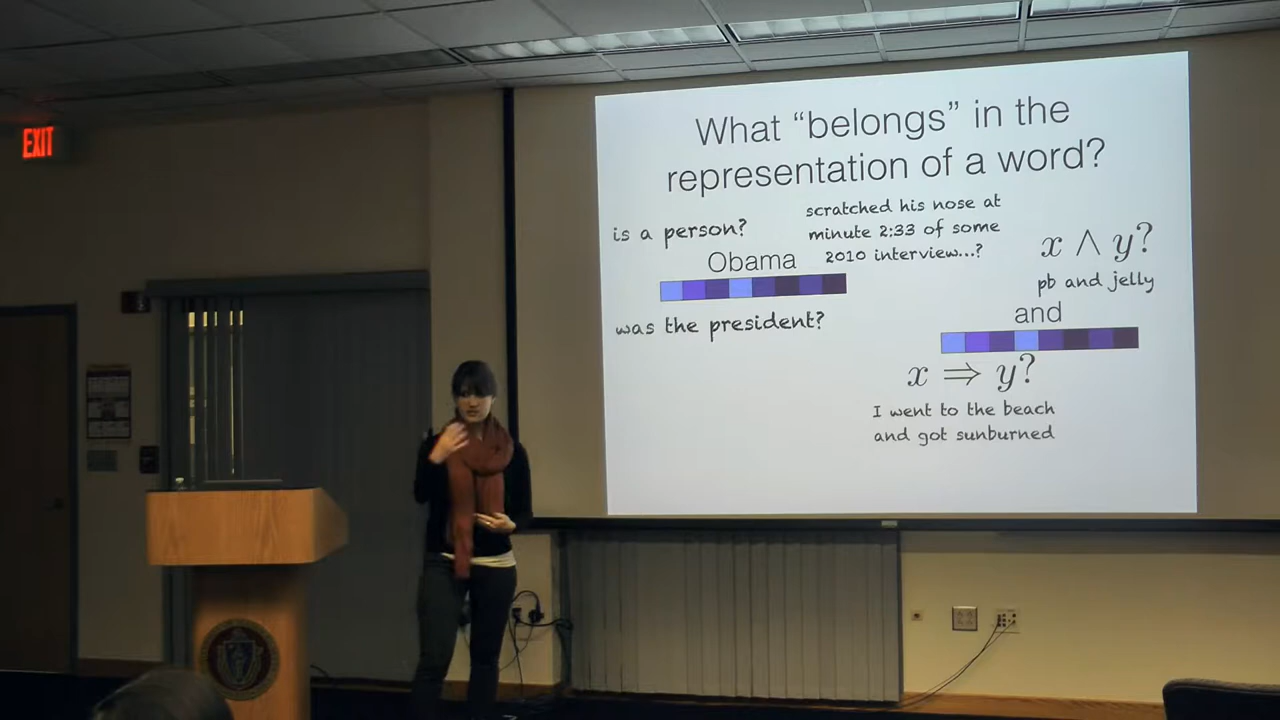 EXIT
What “belongs” in the
representation of a word?
is a person?
scratched his nose at
minute 2:33 of some
2010 interview...?
Obama
was the president?
x ∧ y?
pb and jelly
and
x ⇒ y?
I went to the beach
and got sunburned